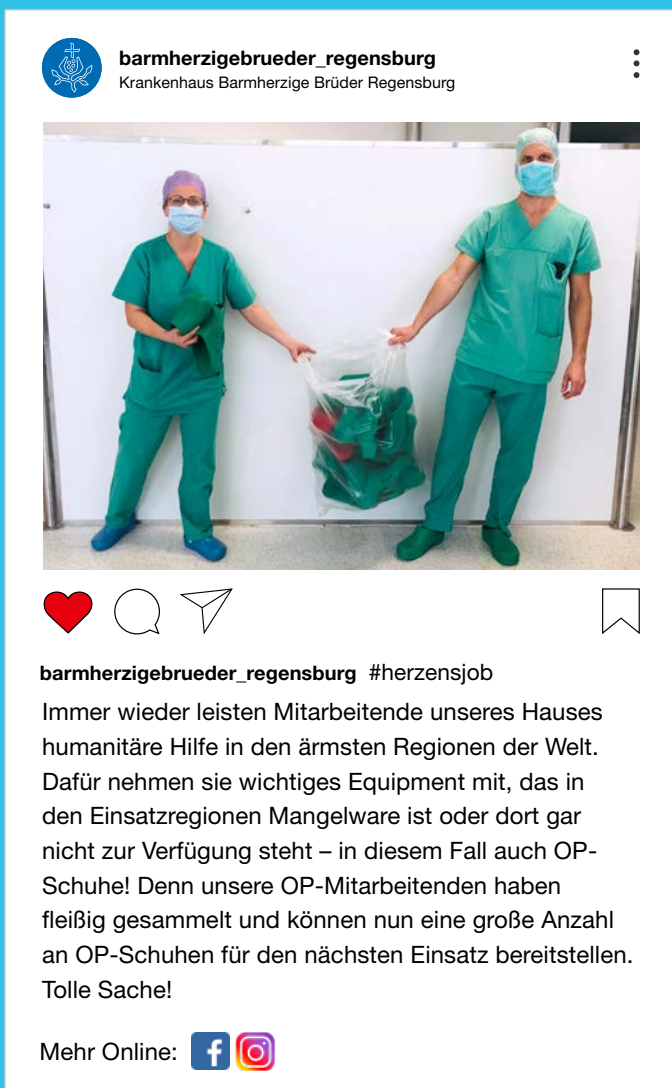 barmherzigebrueder_regensburg
Krankenhaus Barmherzige Brüder Regensburg
barmherzigebrueder_regensburg #herzensjob
Immer wieder leisten Mitarbeitende unseres Hauses
humanitäre Hilfe in den ärmsten Regionen der Welt.
Dafür nehmen sie wichtiges Equipment mit, das in
den Einsatzregionen Mangelware ist oder dort gar
nicht zur Verfügung steht – in diesem Fall auch OP-
Schuhe! Denn unsere OP-Mitarbeitenden haben
fleißig gesammelt und können nun eine große Anzahl
an OP-Schuhen für den nächsten Einsatz bereitstellen.
Tolle Sache!
Mehr Online: